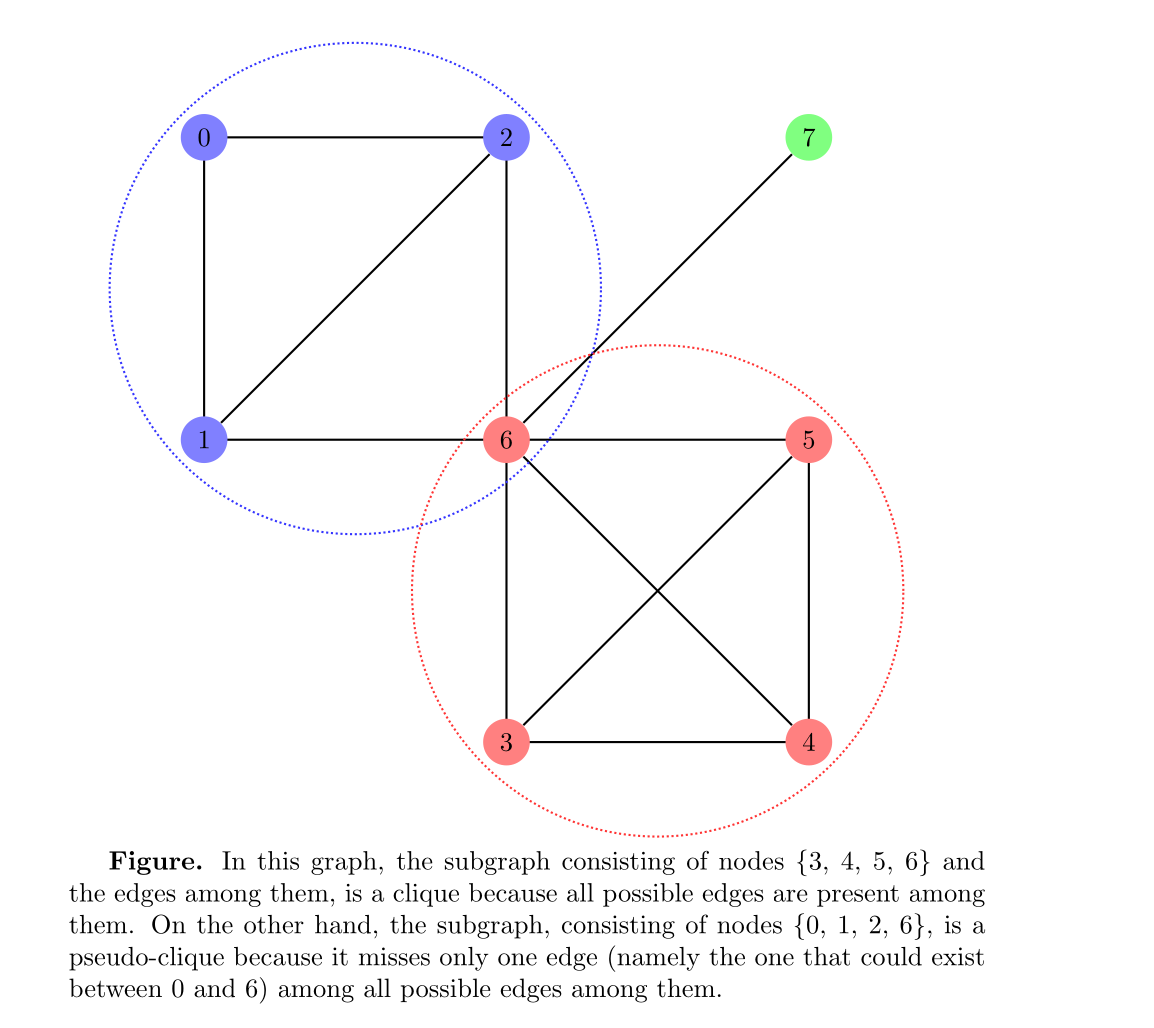 0
2
7
1
6
5
3
4
Figure. In this graph, the subgraph consisting of nodes {3, 4, 5, 6} and
the edges among them, is a clique because all possible edges are present among
them. On the other hand, the subgraph, consisting of nodes {0, 1, 2, 6}, is a
pseudo-clique because it misses only one edge (namely the one that could exist
between 0 and 6) among all possible edges among them.